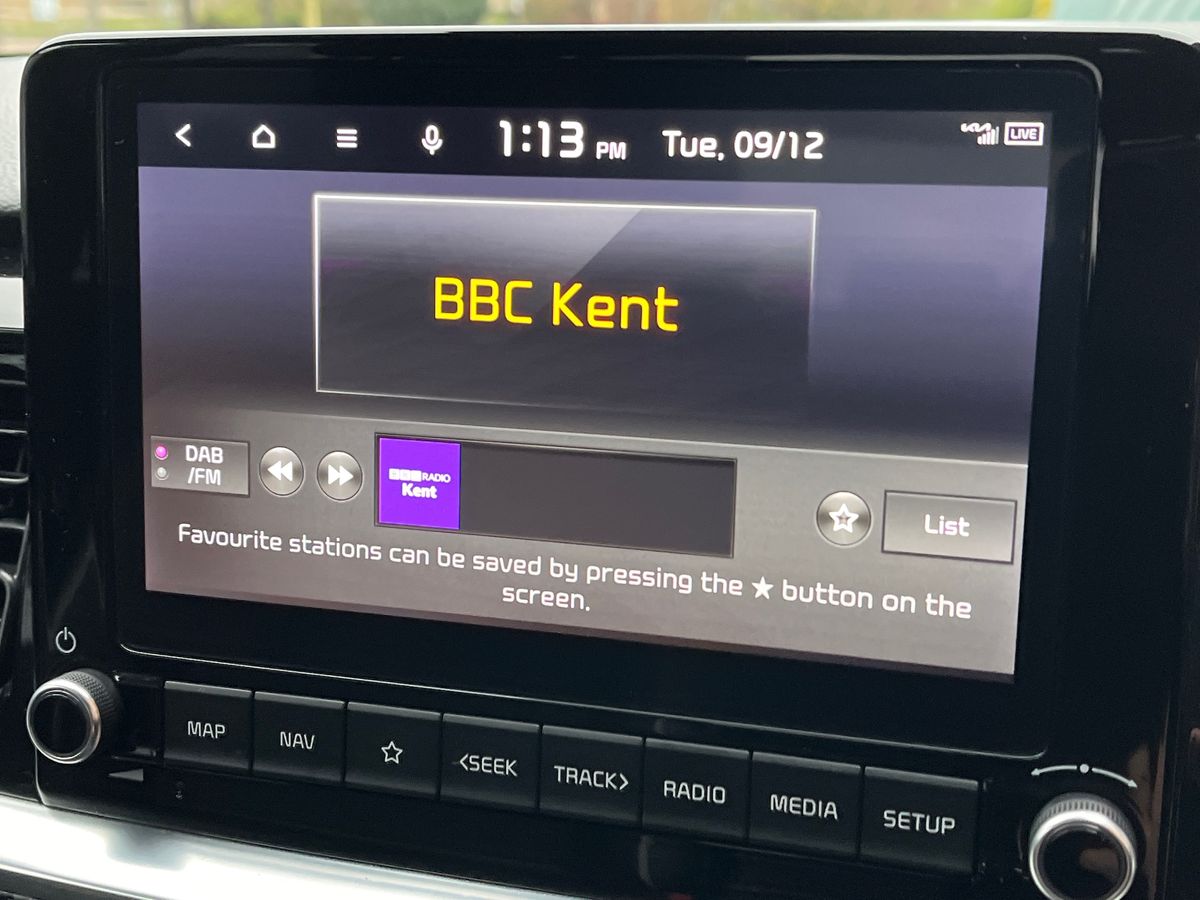 1:13 PM Tue, 09/12
KIA LIVE
BBC Kent
DAB
/FM
BBC RADIO
Kent
List
Favourite stations can be saved by pressing the ★ button on the
screen.
MAP NAV <SEEK TRACK> RADIO MEDIA SETUP